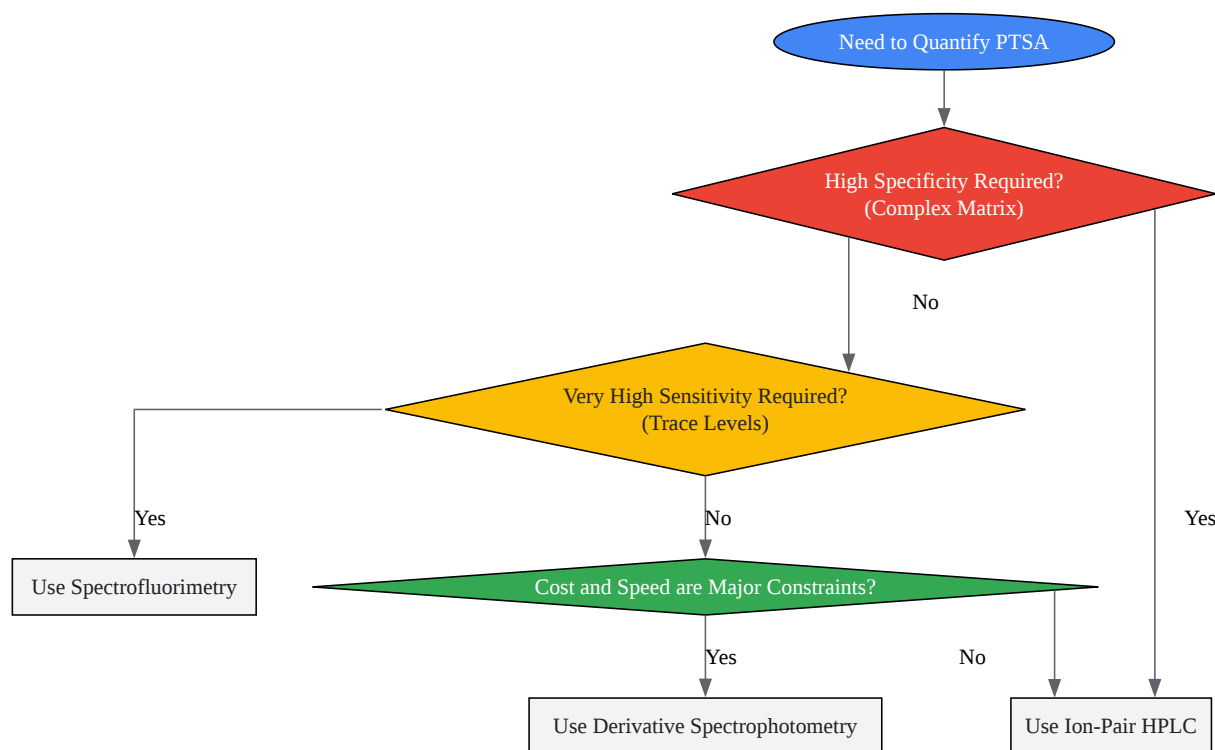 Need to Quantify PTSA
High Specificity Required?
(Complex Matrix)
No
Very High Sensitivity Required?
(Trace Levels)
Yes
No
Yes
Use Spectrofluorimetry
Cost and Speed are Major Constraints?
Yes
No
Use Derivative Spectrophotometry
Use Ion-Pair HPLC